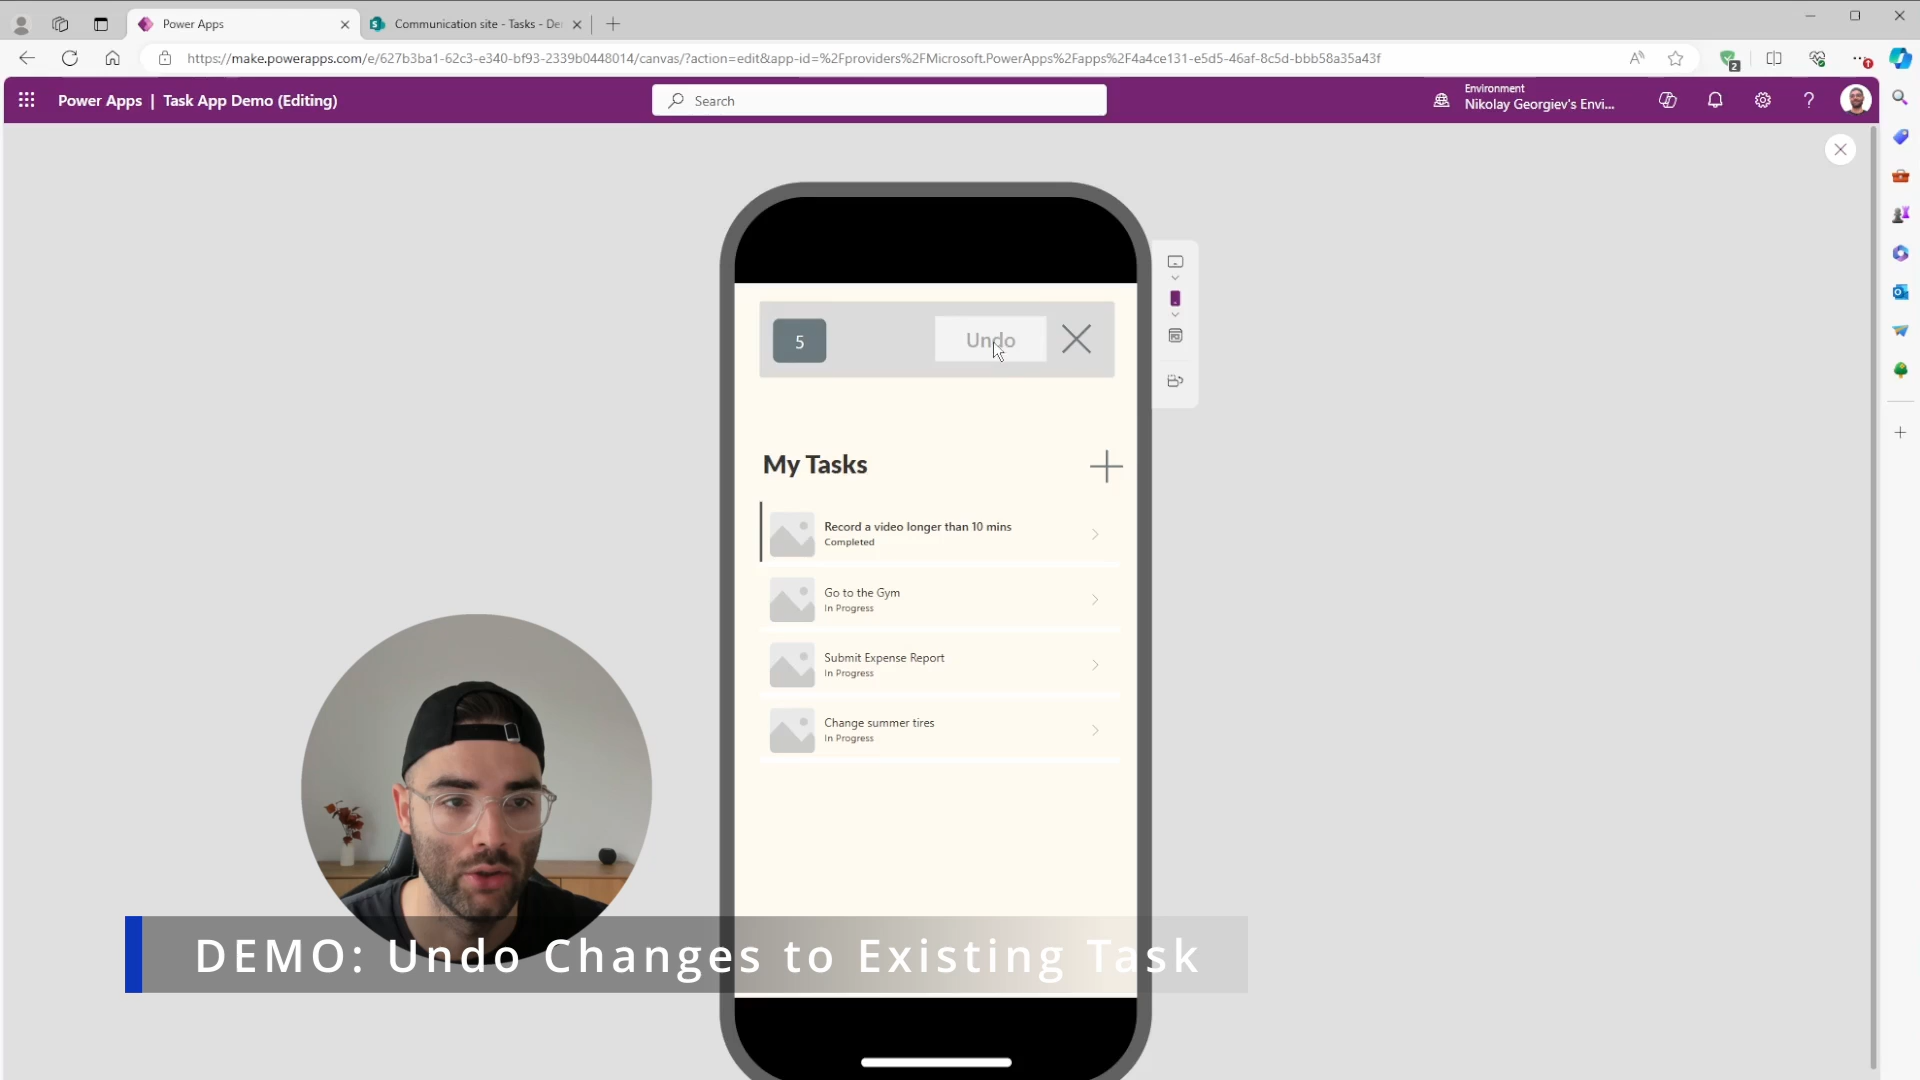 Power Apps
Communication site - Tasks - De
https://make.powerapps.com/e/627b3ba1-62c3-e340-bf93-2339b0448014/canvas/?action=edit&app-id=%2Fproviders%2FMicrosoft.PowerApps%2Fapps%2F4a4ce131-e5d5-46af-8c5d-bbb58a35a43f
2
1
Power Apps | Task App Demo (Editing)
Search
Environment
Nikolay Georgiev's Envi...
5
Undo
My Tasks
Record a video longer than 10 mins
Completed
Go to the Gym
In Progress
Submit Expense Report
In Progress
Change summer tires
In Progress
DEMO: Undo Changes to Existing Task